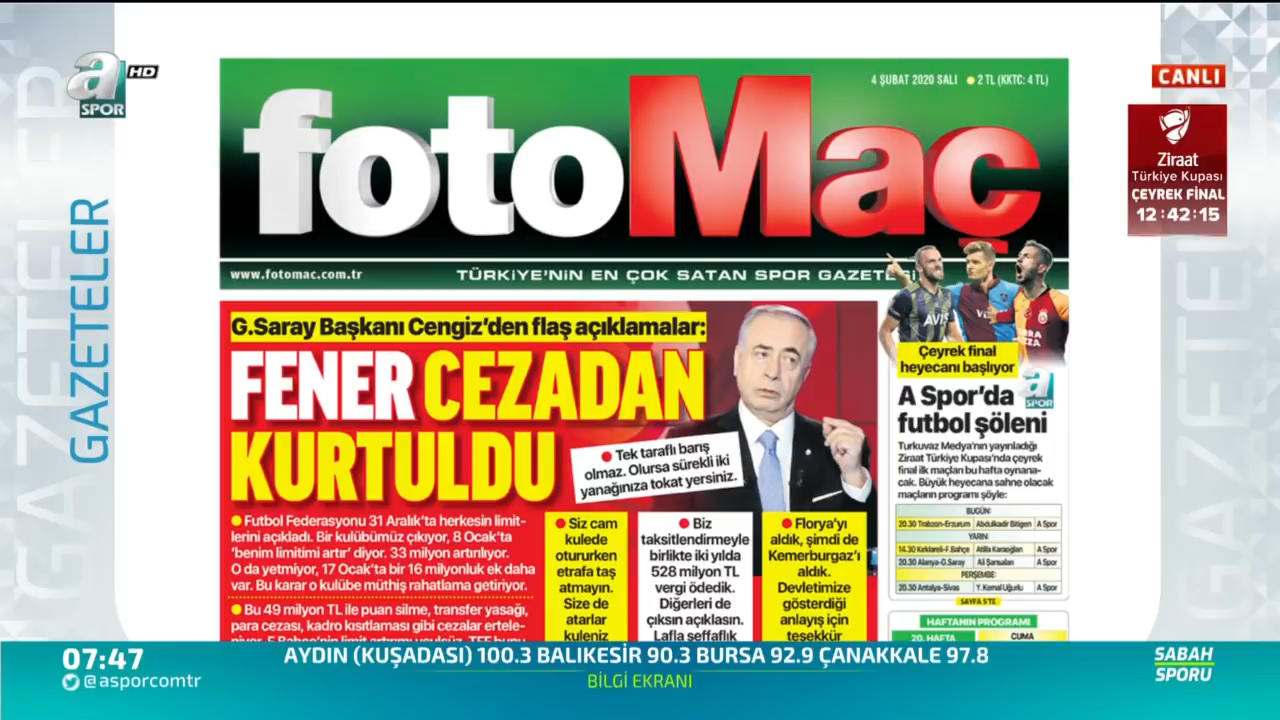 a SPOR HD
CANLI
Ziraat
Türkiye Kupası
ÇEYREK FİNAL
12:42:15
GAZETELER
4 ŞUBAT 2020 SALI ● 2 TL (KKTC: 4 TL)
fotoMaç
www.fotomac.com.tr
TÜRKİYE'NİN EN ÇOK SATAN SPOR
AVIS
G.Saray Başkanı Cengiz'den flaş açıklamalar:
FENER CEZADAN
KURTULDU
● Tek taraflı barış
olmaz. Olursa sürekli iki
yanağınıza tokat yersiniz.
● Futbol Federasyonu 31 Aralık'ta herkesin limit-
lerini açıkladı. Bir kulübümüz çıkıyor, 8 Ocak'ta
'benim limitimi artır' diyor. 33 milyon artırılıyor.
O da yetmiyor, 17 Ocak'ta bir 16 milyonluk ek daha
var. Bu karar o kulübe müthiş rahatlama getiriyor.
● Bu 49 milyon TL ile puan silme, transfer yasağı,
para cezası, kadro kısıtlaması gibi cezalar ertele-
● Siz cam
kulede
otururken
etrafa taş
atmayın.
Size de
atarlar
kuleniz
● Biz
taksitlendirmeyle
birlikte iki yılda
528 milyon TL
vergi ödedik.
Diğerleri de
çıksın açıklasın.
Lafla şeffaflık
● Florya'yı
aldık, şimdi de
Kemerburgaz'ı
aldık.
Devletimize
gösterdiği
anlayış için
teşekkür
Çeyrek final
heyecanı başlıyor
a SPOR
A Spor'da
futbol şöleni
Turkuvaz Medya'nın yayınladığı
Ziraat Türkiye Kupası'nda çeyrek
final ilk maçları bu hafta oynana-
cak. Büyük heyecana sahne olacak
maçların programı şöyle:
BUGÜN:
20.30 Trabzon-Erzurum Abdulkadir Bitigen A Spor
YARIN:
14.30 Kırklareli-F.Bahçe Atilla Karaoğlan A Spor
20.30 Alanya-G.Saray Ali Şansalan A Spor
PERŞEMBE:
20.30 Antalya-Sivas Y. Kemal Uğurlu A Spor
SAYFA 5'TE
HAFTANIN PROGRAMI
20. HAFTA CUMA
07:47
@asporcomtr
AYDIN (KUŞADASI) 100.3 BALIKESİR 90.3 BURSA 92.9 ÇANAKKALE 97.8
BİLGİ EKRANI
SABAH
SPORU